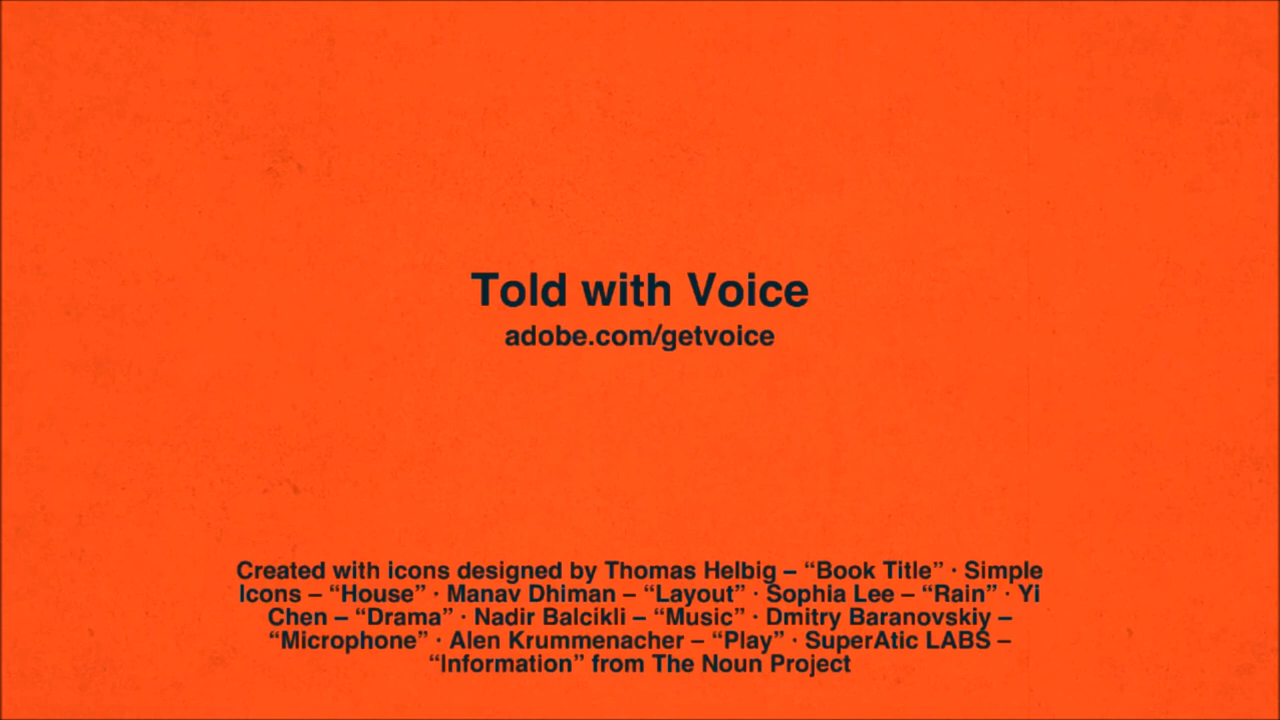 Told with Voice
adobe.com/getvoice
Created with icons designed by Thomas Helbig – “Book Title” · Simple
Icons – “House” · Manav Dhiman – “Layout” · Sophia Lee – “Rain” · Yi
Chen – “Drama” · Nadir Balcikli – “Music” · Dmitry Baranovskiy –
“Microphone” · Alen Krummenacher – “Play” · SuperAtic LABS –
“Information” from The Noun Project